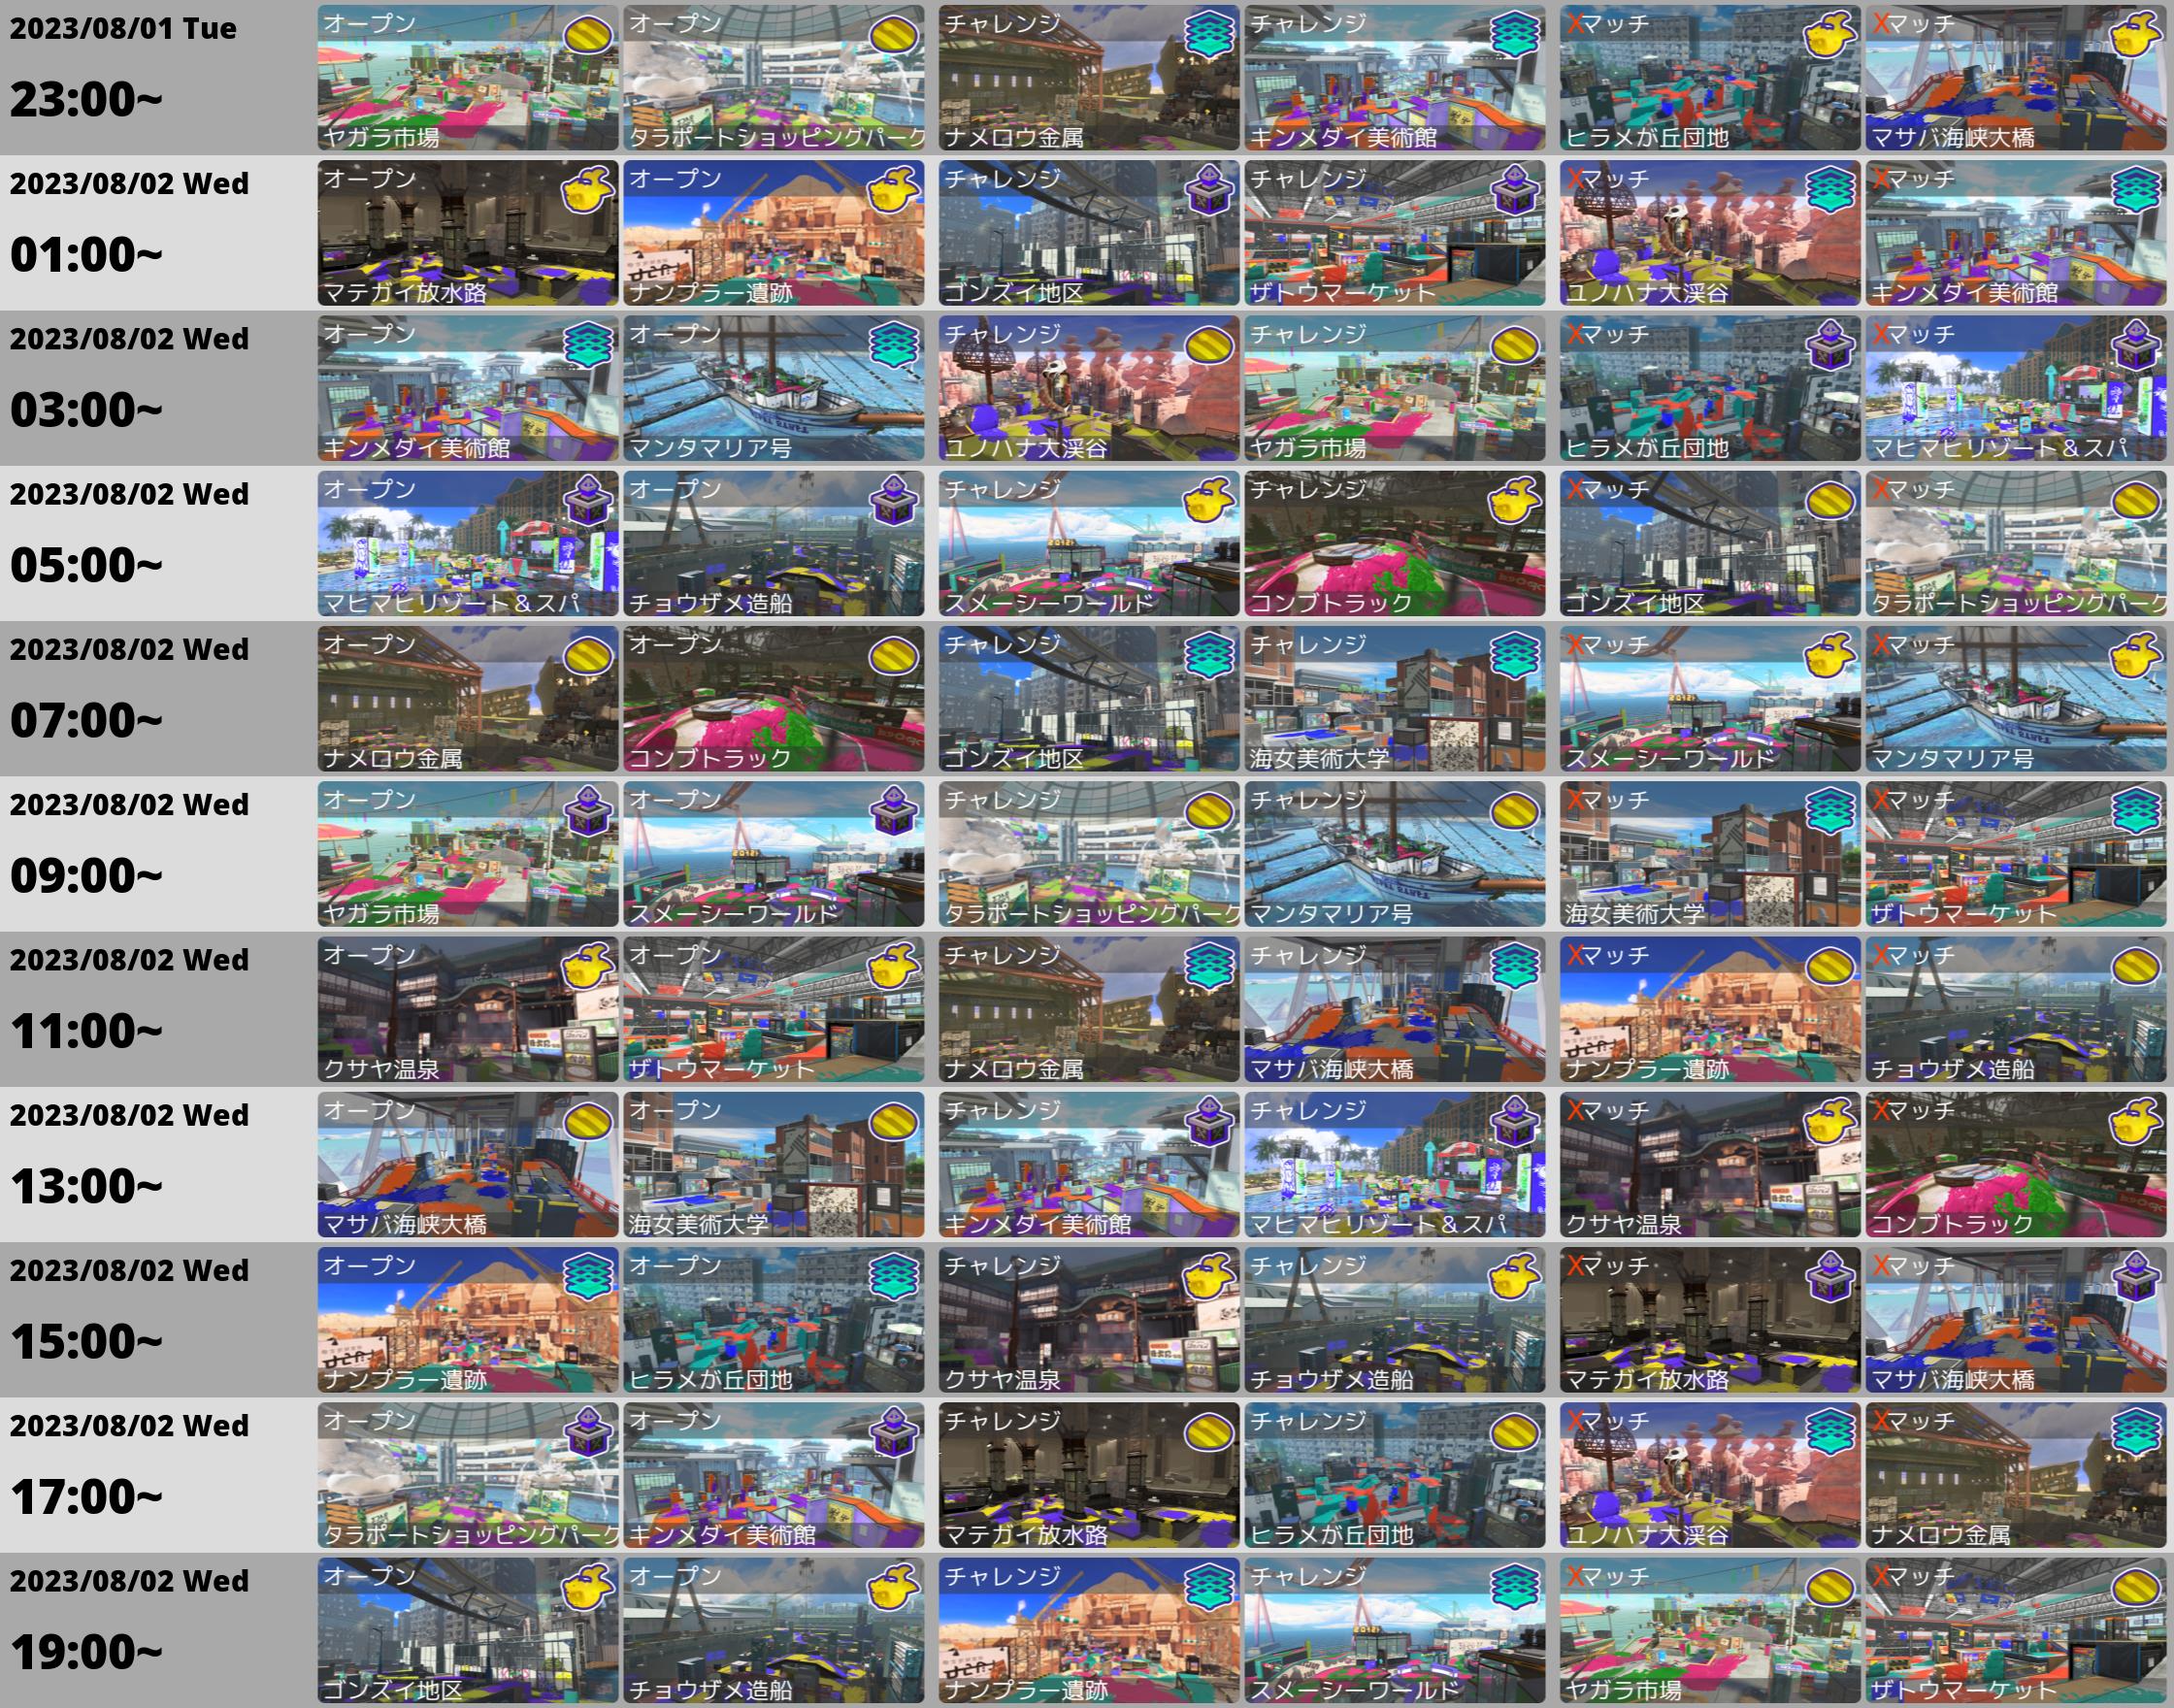 2023/08/01 Tue
23:00~
オープン オープン チャレンジ チャレンジ Xマッチ Xマッチ
ヤガラ市場 タラポートショッピングパーク ナメロウ金属 キンメダイ美術館 ヒラメが丘団地 マサバ海峡大橋
2023/08/02 Wed
01:00~
オープン オープン チャレンジ チャレンジ Xマッチ Xマッチ
マテガイ放水路 ナンプラー遺跡 ゴンズイ地区 ザトウマーケット ユノハナ大渓谷 キンメダイ美術館
2023/08/02 Wed
03:00~
オープン オープン チャレンジ チャレンジ Xマッチ Xマッチ
キンメダイ美術館 マンタマリア号 ユノハナ大渓谷 ヤガラ市場 ヒラメが丘団地 マヒマヒリゾート＆スパ
2023/08/02 Wed
05:00~
オープン オープン チャレンジ チャレンジ Xマッチ Xマッチ
マヒマヒリゾート＆スパ チョウザメ造船 スメーシーワールド コンブトラック ゴンズイ地区 タラポートショッピングパーク
2023/08/02 Wed
07:00~
オープン オープン チャレンジ チャレンジ Xマッチ Xマッチ
ナメロウ金属 コンブトラック ゴンズイ地区 海女美術大学 スメーシーワールド マンタマリア号
2023/08/02 Wed
09:00~
オープン オープン チャレンジ チャレンジ Xマッチ Xマッチ
ヤガラ市場 スメーシーワールド タラポートショッピングパーク マンタマリア号 海女美術大学 ザトウマーケット
2023/08/02 Wed
11:00~
オープン オープン チャレンジ チャレンジ Xマッチ Xマッチ
クサヤ温泉 ザトウマーケット ナメロウ金属 マサバ海峡大橋 ナンプラー遺跡 チョウザメ造船
2023/08/02 Wed
13:00~
オープン オープン チャレンジ チャレンジ Xマッチ Xマッチ
マサバ海峡大橋 海女美術大学 キンメダイ美術館 マヒマヒリゾート＆スパ クサヤ温泉 コンブトラック
2023/08/02 Wed
15:00~
オープン オープン チャレンジ チャレンジ Xマッチ Xマッチ
ナンプラー遺跡 ヒラメが丘団地 クサヤ温泉 チョウザメ造船 マテガイ放水路 マサバ海峡大橋
2023/08/02 Wed
17:00~
オープン オープン チャレンジ チャレンジ Xマッチ Xマッチ
タラポートショッピングパーク キンメダイ美術館 マテガイ放水路 ヒラメが丘団地 ユノハナ大渓谷 ナメロウ金属
2023/08/02 Wed
19:00~
オープン オープン チャレンジ チャレンジ Xマッチ Xマッチ
ゴンズイ地区 チョウザメ造船 ナンプラー遺跡 スメーシーワールド ヤガラ市場 ザトウマーケット